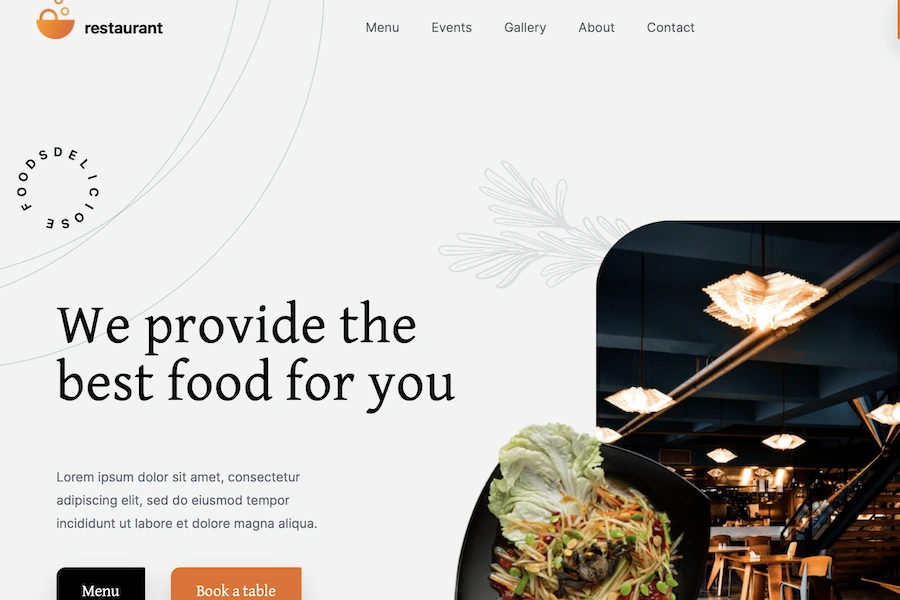 restaurant
Menu
Events
Gallery
About
Contact
FOODSDELICIOSE
We provide the
best food for you
Lorem ipsum dolor sit amet, consectetur
adipiscing elit, sed do eiusmod tempor
incididunt ut labore et dolore magna aliqua.
Menu
Book a table